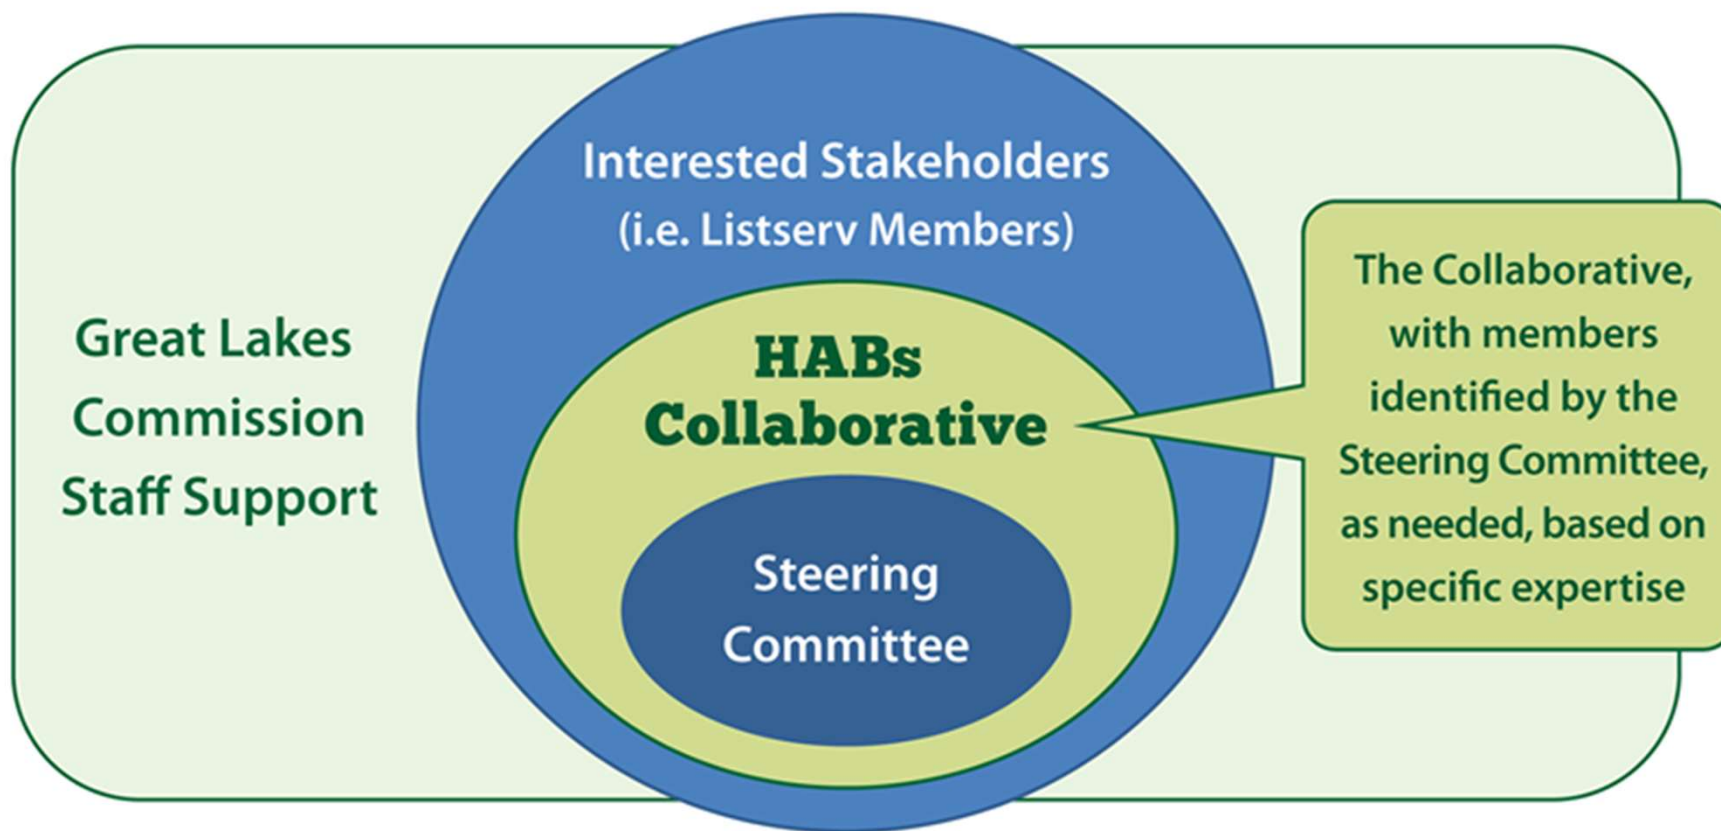 Interested Stakeholders
(i.e. Listserv Members)
Great Lakes
Commission
Staff Support
HABs
Collaborative
Steering
Committee
The Collaborative,
with members
identified by the
Steering Committee,
as needed, based on
specific expertise